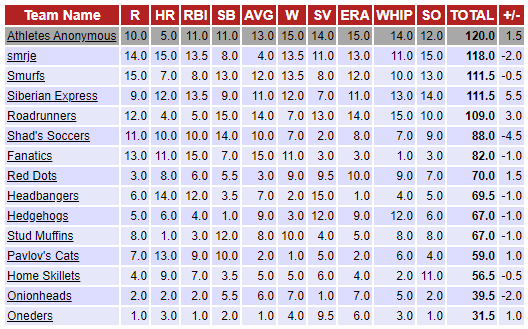 Team Name R HR RBI SB AVG W SV ERA WHIP SO TOTAL +/-
Athletes Anonymous 10.0 5.0 11.0 11.0 13.0 15.0 14.0 15.0 14.0 12.0 120.0 1.5
smrje 14.0 15.0 13.5 8.0 4.0 13.5 11.0 13.0 11.0 15.0 118.0 -2.0
Smurfs 15.0 7.0 8.0 13.0 12.0 13.5 8.0 12.0 10.0 13.0 111.5 -0.5
Siberian Express 9.0 12.0 13.5 9.0 11.0 12.0 7.0 11.0 13.0 14.0 111.5 5.5
Roadrunners 12.0 4.0 5.0 15.0 14.0 7.0 13.0 14.0 15.0 10.0 109.0 3.0
Shad's Soccers 11.0 10.0 10.0 14.0 10.0 7.0 2.0 8.0 7.0 9.0 88.0 -4.5
Fanatics 13.0 11.0 15.0 7.0 15.0 11.0 3.0 3.0 1.0 3.0 82.0 -1.0
Red Dots 3.0 8.0 6.0 5.5 3.0 9.0 9.5 10.0 9.0 7.0 70.0 1.5
Headbangers 6.0 14.0 12.0 3.5 7.0 2.0 15.0 1.0 4.0 5.0 69.5 -1.0
Hedgehogs 5.0 6.0 4.0 1.0 9.0 3.0 12.0 9.0 12.0 6.0 67.0 -1.0
Stud Muffins 8.0 1.0 3.0 12.0 8.0 10.0 4.0 5.0 8.0 8.0 67.0 -1.0
Pavlov's Cats 7.0 13.0 9.0 10.0 2.0 1.0 5.0 2.0 6.0 4.0 59.0 1.0
Home Skillets 4.0 9.0 7.0 3.5 5.0 5.0 6.0 4.0 2.0 11.0 56.5 -0.5
Onionheads 2.0 2.0 2.0 5.5 6.0 7.0 1.0 7.0 5.0 2.0 39.5 -2.0
Oneders 1.0 3.0 1.0 2.0 1.0 4.0 9.5 6.0 3.0 1.0 31.5 1.0